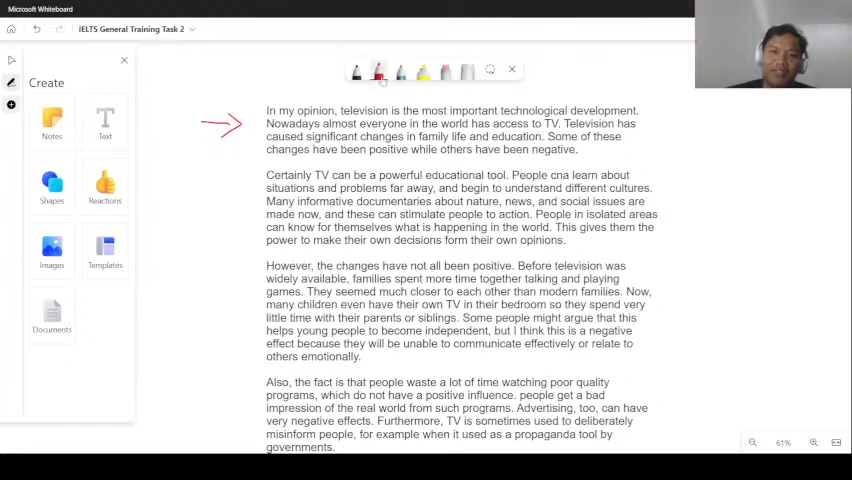 Microsoft Whiteboard
IELTS General Training Task 2
Create
Notes
Text
Shapes
Reactions
Images
Templates
Documents
In my opinion, television is the most important technological development.
Nowadays almost everyone in the world has access to TV. Television has
caused significant changes in family life and education. Some of these
changes have been positive while others have been negative.
Certainly TV can be a powerful educational tool. People cna learn about
situations and problems far away, and begin to understand different cultures.
Many informative documentaries about nature, news, and social issues are
made now, and these can stimulate people to action. People in isolated areas
can know for themselves what is happening in the world. This gives them the
power to make their own decisions form their own opinions.
However, the changes have not all been positive. Before television was
widely available, families spent more time together talking and playing
games. They seemed much closer to each other than modern families. Now,
many children even have their own TV in their bedroom so they spend very
little time with their parents or siblings. Some people might argue that this
helps young people to become independent, but I think this is a negative
effect because they will be unable to communicate effectively or relate to
others emotionally.
Also, the fact is that people waste a lot of time watching poor quality
programs, which do not have a positive influence. people get a bad
impression of the real world from such programs. Advertising, too, can have
very negative effects. Furthermore, TV is sometimes used to deliberately
misinform people, for example when it used as a propaganda tool by
governments.
61%